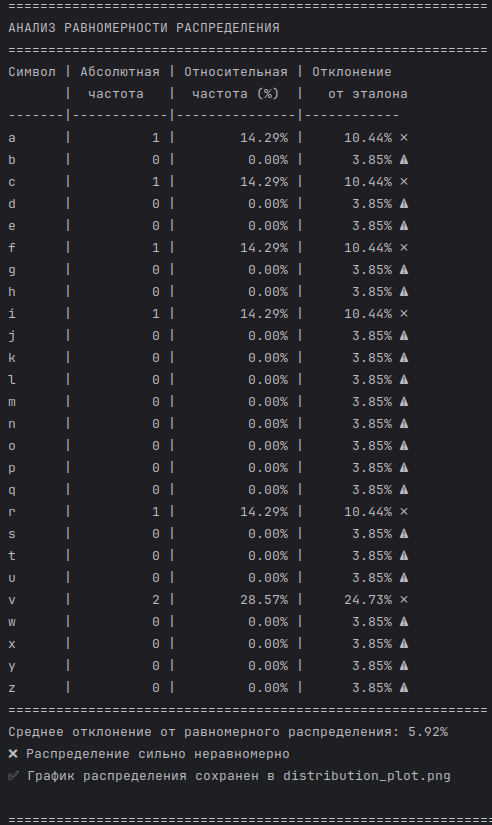 ============================================================
АНАЛИЗ РАВНОМЕРНОСТИ РАСПРЕДЕЛЕНИЯ
============================================================
Символ | Абсолютная | Относительная | Отклонение
       |  частота   |  частота (%)  |   от эталона
-------|------------|---------------|------------
a      |          1 |        14.29% |     10.44% ❌
b      |          0 |         0.00% |      3.85% ⚠
c      |          1 |        14.29% |     10.44% ❌
d      |          0 |         0.00% |      3.85% ⚠
e      |          0 |         0.00% |      3.85% ⚠
f      |          1 |        14.29% |     10.44% ❌
g      |          0 |         0.00% |      3.85% ⚠
h      |          0 |         0.00% |      3.85% ⚠
i      |          1 |        14.29% |     10.44% ❌
j      |          0 |         0.00% |      3.85% ⚠
k      |          0 |         0.00% |      3.85% ⚠
l      |          0 |         0.00% |      3.85% ⚠
m      |          0 |         0.00% |      3.85% ⚠
n      |          0 |         0.00% |      3.85% ⚠
o      |          0 |         0.00% |      3.85% ⚠
p      |          0 |         0.00% |      3.85% ⚠
q      |          0 |         0.00% |      3.85% ⚠
r      |          1 |        14.29% |     10.44% ❌
s      |          0 |         0.00% |      3.85% ⚠
t      |          0 |         0.00% |      3.85% ⚠
u      |          0 |         0.00% |      3.85% ⚠
v      |          2 |        28.57% |     24.73% ❌
w      |          0 |         0.00% |      3.85% ⚠
x      |          0 |         0.00% |      3.85% ⚠
y      |          0 |         0.00% |      3.85% ⚠
z      |          0 |         0.00% |      3.85% ⚠
============================================================
Среднее отклонение от равномерного распределения: 5.92%
❌ Распределение сильно неравномерно
✅ График распределения сохранен в distribution_plot.png
============================================================